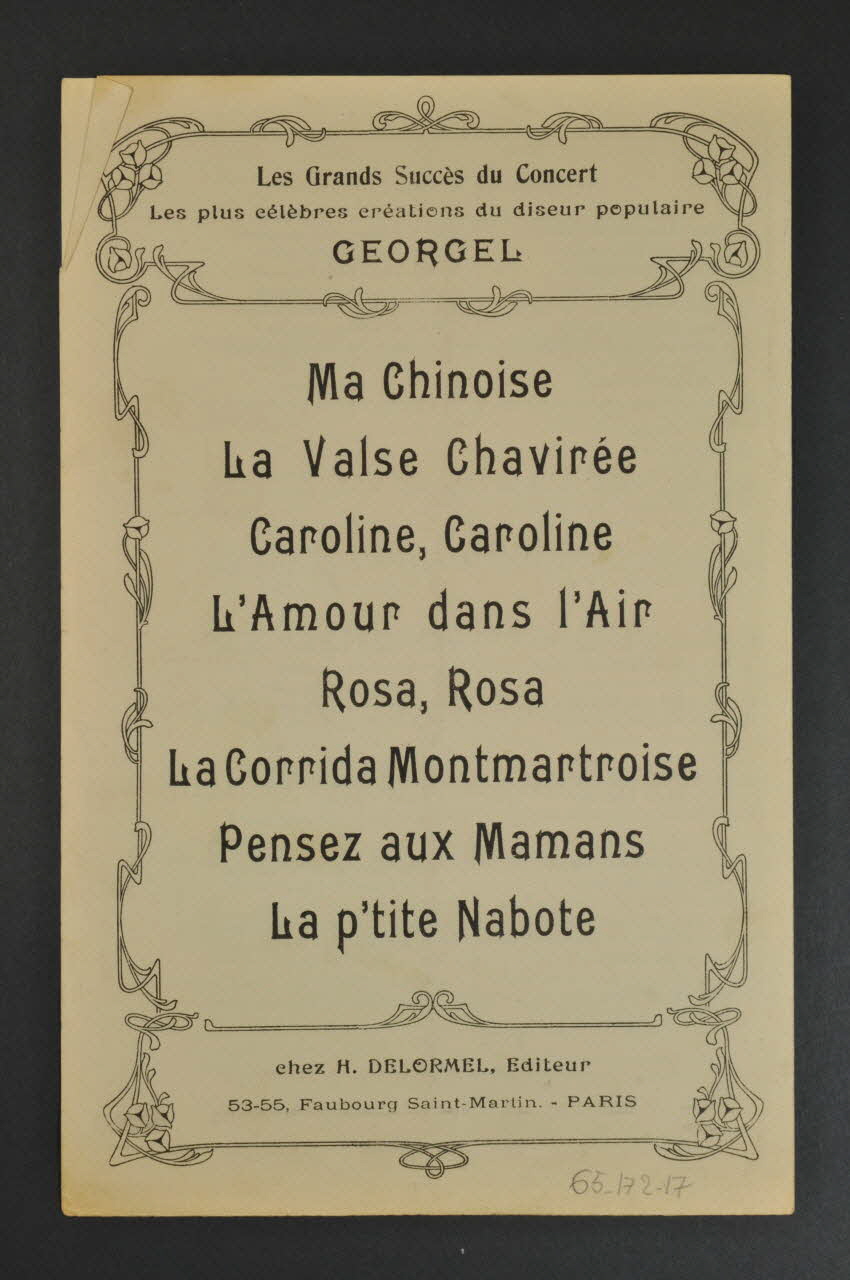 Les Grands Succès du Concert
Les plus célèbres créations du diseur populaire
GEORGEL
Ma Chinoise
La Valse Chavirée
Caroline, Caroline
L'Amour dans l'Air
Rosa, Rosa
La Corrida Montmartroise
Pensez aux Mamans
La p'tite Nabote
chez H. DELORMEL, Editeur
53-55, Faubourg Saint-Martin. - PARIS
65-172-17